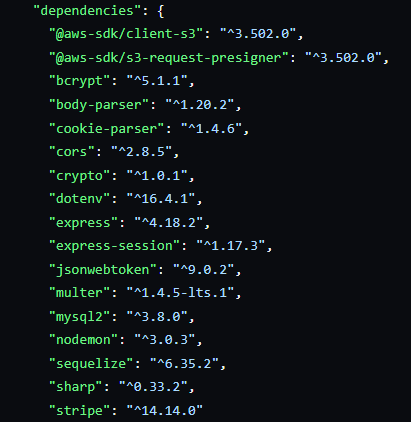 "dependencies": {
"@aws-sdk/client-s3": "^3.502.0",
"@aws-sdk/s3-request-presigner": "^3.502.0",
"bcrypt": "^5.1.1",
"body-parser": "^1.20.2",
"cookie-parser": "^1.4.6",
"cors": "^2.8.5",
"crypto": "^1.0.1",
"dotenv": "^16.4.1",
"express": "^4.18.2",
"express-session": "^1.17.3",
"jsonwebtoken": "^9.0.2",
"multer": "^1.4.5-lts.1",
"mysql2": "^3.8.0",
"nodemon": "^3.0.3",
"sequelize": "^6.35.2",
"sharp": "^0.33.2",
"stripe": "^14.14.0"